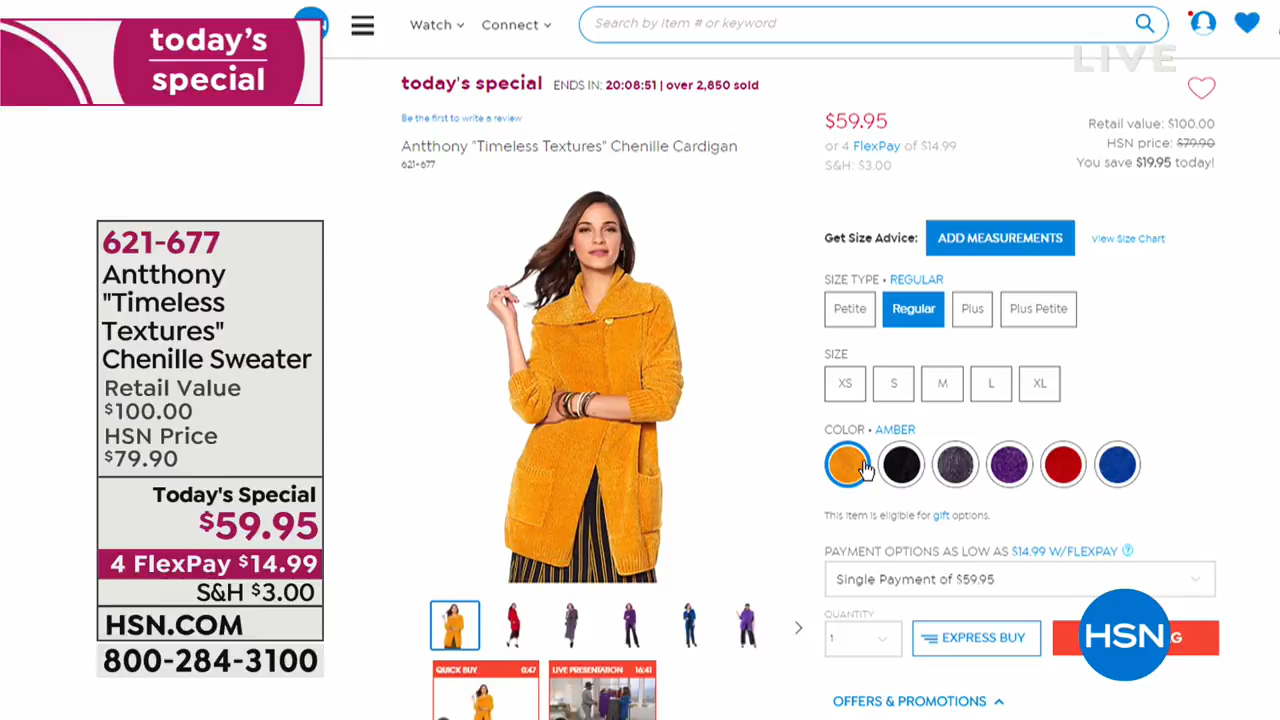 today's
special
Watch
Connect
Search by item # or keyword
LIVE
today's special ENDS IN: 20:08:51 | over 2,850 sold
Be the first to write a review
Antthony "Timeless Textures" Chenille Cardigan
621-677
$59.95
or 4 FlexPay of $14.99
S&H: $3.00
Retail value: $100.00
HSN price: $79.90
You save $19.95 today!
Get Size Advice:
ADD MEASUREMENTS
View Size Chart
SIZE TYPE • REGULAR
Petite
Regular
Plus
Plus Petite
SIZE
XS
S
M
L
XL
COLOR • AMBER
This item is eligible for gift options.
PAYMENT OPTIONS AS LOW AS $14.99 W/FLEXPAY ?
Single Payment of $59.95
QUANTITY
1
EXPRESS BUY
HSN
G
OFFERS & PROMOTIONS
QUICK BUY 0:47
LIVE PRESENTATION 16:41
621-677
Antthony
"Timeless
Textures"
Chenille Sweater
Retail Value
$100.00
HSN Price
$79.90
Today's Special
$59.95
4 FlexPay $14.99
S&H $3.00
HSN.COM
800-284-3100